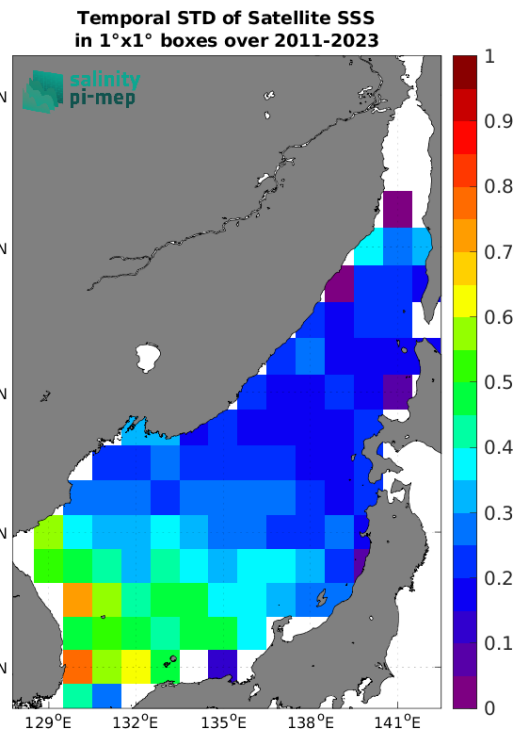 Temporal STD of Satellite SSS
in 1°x1° boxes over 2011-2023
salinity
pi-mep
N
N
N
N
N
1
0.9
0.8
0.7
0.6
0.5
0.4
0.3
0.2
0.1
0
129°E 132°E 135°E 138°E 141°E